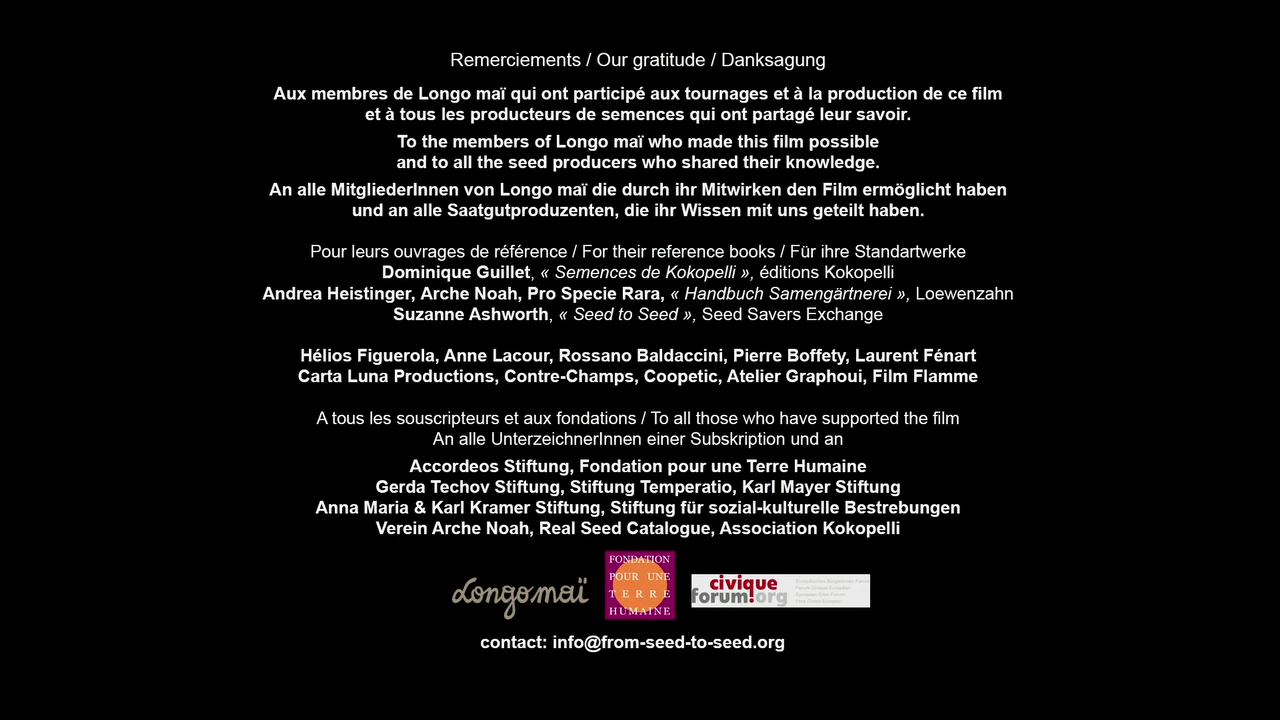 Remerciements / Our gratitude / Danksagung
Aux membres de Longo maï qui ont participé aux tournages et à la production de ce film
et à tous les producteurs de semences qui ont partagé leur savoir.
To the members of Longo maï who made this film possible
and to all the seed producers who shared their knowledge.
An alle MitgliederInnen von Longo maï die durch ihr Mitwirken den Film ermöglicht haben
und an alle Saatgutproduzenten, die ihr Wissen mit uns geteilt haben.
Pour leurs ouvrages de référence / For their reference books / Für ihre Standartwerke
Dominique Guillet, « Semences de Kokopelli », éditions Kokopelli
Andrea Heistinger, Arche Noah, Pro Specie Rara, « Handbuch Samengärtnerei », Loewenzahn
Suzanne Ashworth, « Seed to Seed », Seed Savers Exchange
Hélios Figuerola, Anne Lacour, Rossano Baldaccini, Pierre Boffety, Laurent Fénart
Carta Luna Productions, Contre-Champs, Coopetic, Atelier Graphoui, Film Flamme
A tous les souscripteurs et aux fondations / To all those who have supported the film
An alle UnterzeichnerInnen einer Subskription und an
Accordeos Stiftung, Fondation pour une Terre Humaine
Gerda Techov Stiftung, Stiftung Temperatio, Karl Mayer Stiftung
Anna Maria & Karl Kramer Stiftung, Stiftung für sozial-kulturelle Bestrebungen
Verein Arche Noah, Real Seed Catalogue, Association Kokopelli
Longomaï
FONDATION
POUR UNE
TERRE
HUMAINE
civique
forum.org
contact: info@from-seed-to-seed.org